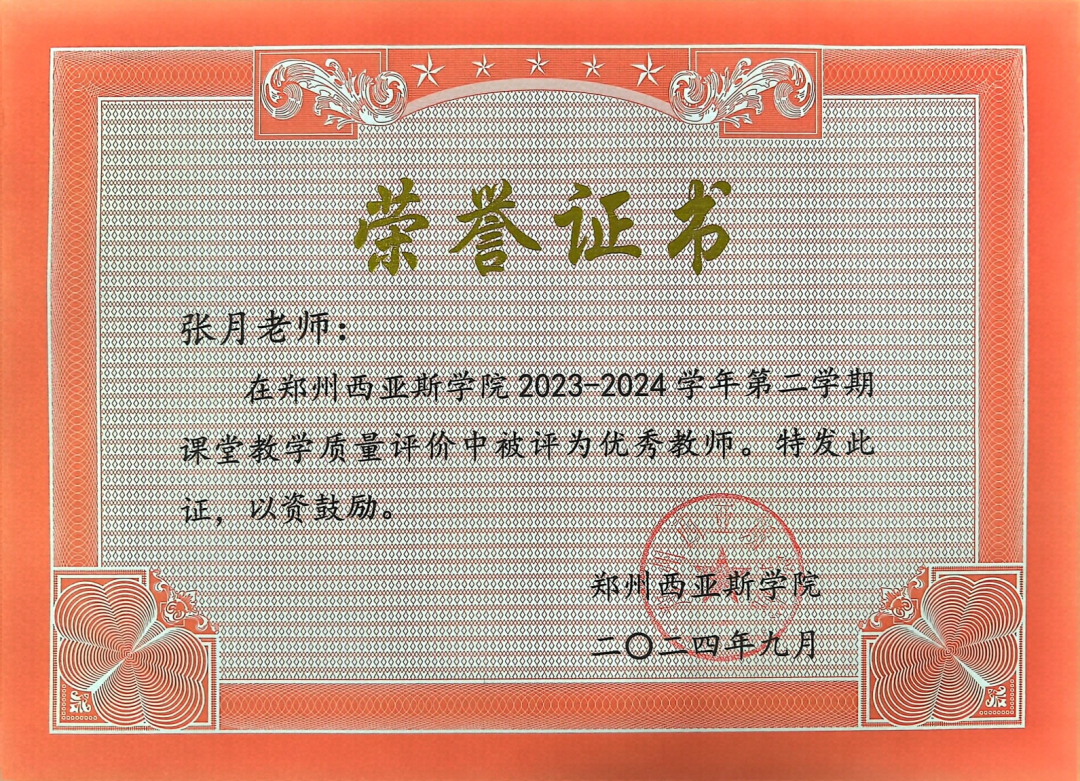 荣誉证书
张月老师：
在郑州西亚斯学院2023-2024学年第二学期
课堂教学质量评价中被评为优秀教师。特发此
证，以资鼓励。
郑州西亚斯学院
二〇二四年九月